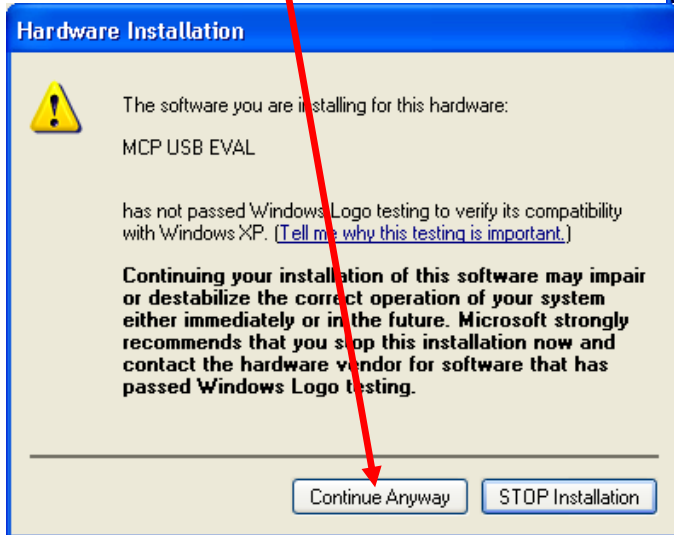 Hardware Installation
The software you are installing for this hardware:
MCP USB EVAL
has not passed Windows Logo testing to verify its compatibility
with Windows XP. (Tell me why this testing is important.)
Continuing your installation of this software may impair
or destabilize the correct operation of your system
either immediately or in the future. Microsoft strongly
recommends that you stop this installation now and
contact the hardware vendor for software that has
passed Windows Logo testing.
Continue Anyway
STOP Installation